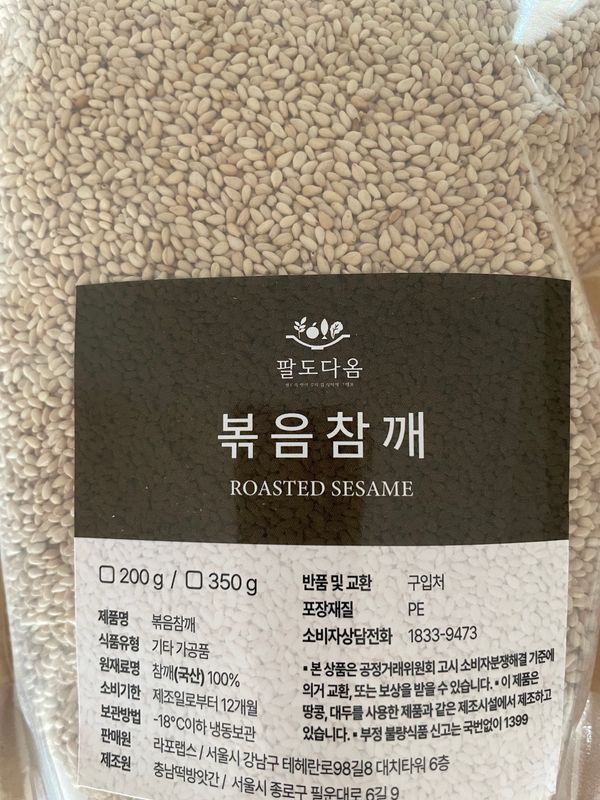 팔도다옴
볶음참깨
ROASTED SESAME
☐ 200 g / ☐ 350 g
제품명 볶음참깨
식품유형 기타 가공품
원재료명 참깨(국산) 100%
소비기한 제조일로부터 12개월
보관방법 -18°C이하 냉동보관
판매원 라포랩스 / 서울시 강남구 테헤란로98길8 대치타워 6층
제조원 충남떡방앗간 / 서울시 종로구 필운대로 6길 9
반품 및 교환 구입처
포장재질 PE
소비자상담전화 1833-9473
▪ 본 상품은 공정거래위원회 고시 소비자분쟁해결 기준에
의거 교환, 또는 보상을 받을 수 있습니다. ▪ 이 제품은
땅콩, 대두를 사용한 제품과 같은 제조시설에서 제조하고
있습니다. ▪ 부정 불량식품 신고는 국번없이 1399